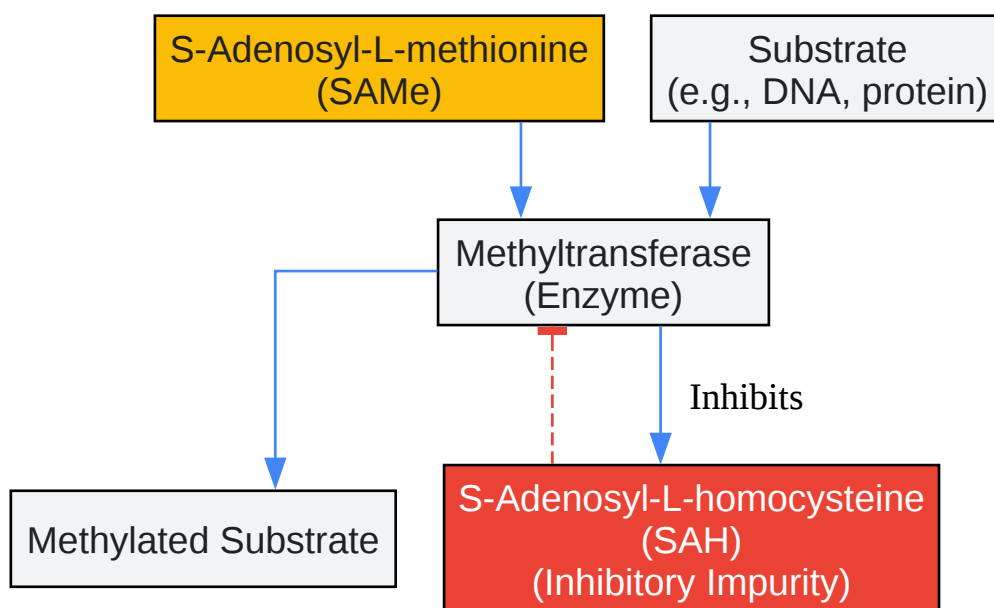 S-Adenosyl-L-methionine
(SAMe)
Substrate
(e.g., DNA, protein)
Methyltransferase
(Enzyme)
Inhibits
Methylated Substrate
S-Adenosyl-L-homocysteine
(SAH)
(Inhibitory Impurity)